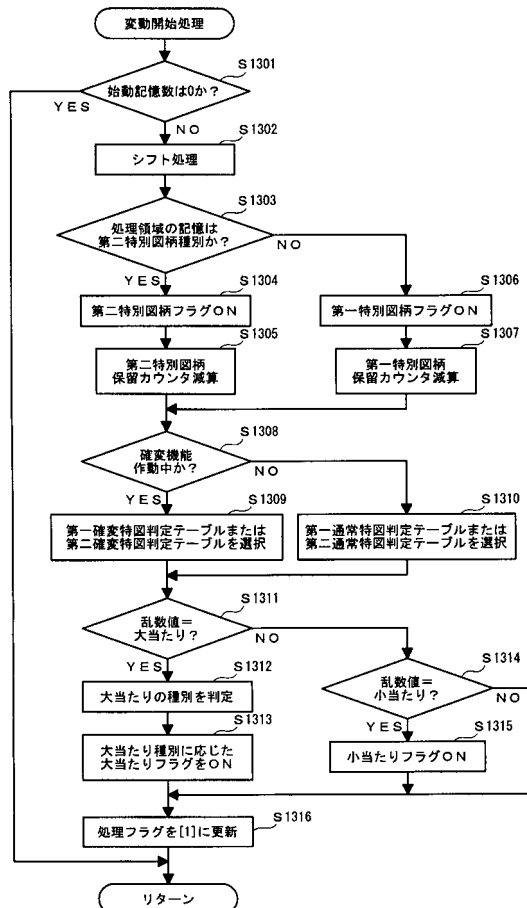 変動開始処理
S1301
始動記憶数は0か？
YES
NO
S1302
シフト処理
S1303
処理領域の記憶は
第二特別図柄種別か？
NO
YES
S1304
第二特別図柄フラグON
S1306
第一特別図柄フラグON
S1305
第二特別図柄
保留カウンタ減算
S1307
第一特別図柄
保留カウンタ減算
S1308
確変機能
作動中か？
NO
YES
S1309
第一確変特図判定テーブルまたは
第二確変特図判定テーブルを選択
S1310
第一通常特図判定テーブルまたは
第二通常特図判定テーブルを選択
S1311
乱数値＝
大当たり？
NO
YES
S1312
大当たりの種別を判定
S1314
乱数値＝
小当たり？
NO
YES
S1313
大当たり種別に応じた
大当たりフラグをON
S1315
小当たりフラグON
処理フラグを[1]に更新
S1316
リターン